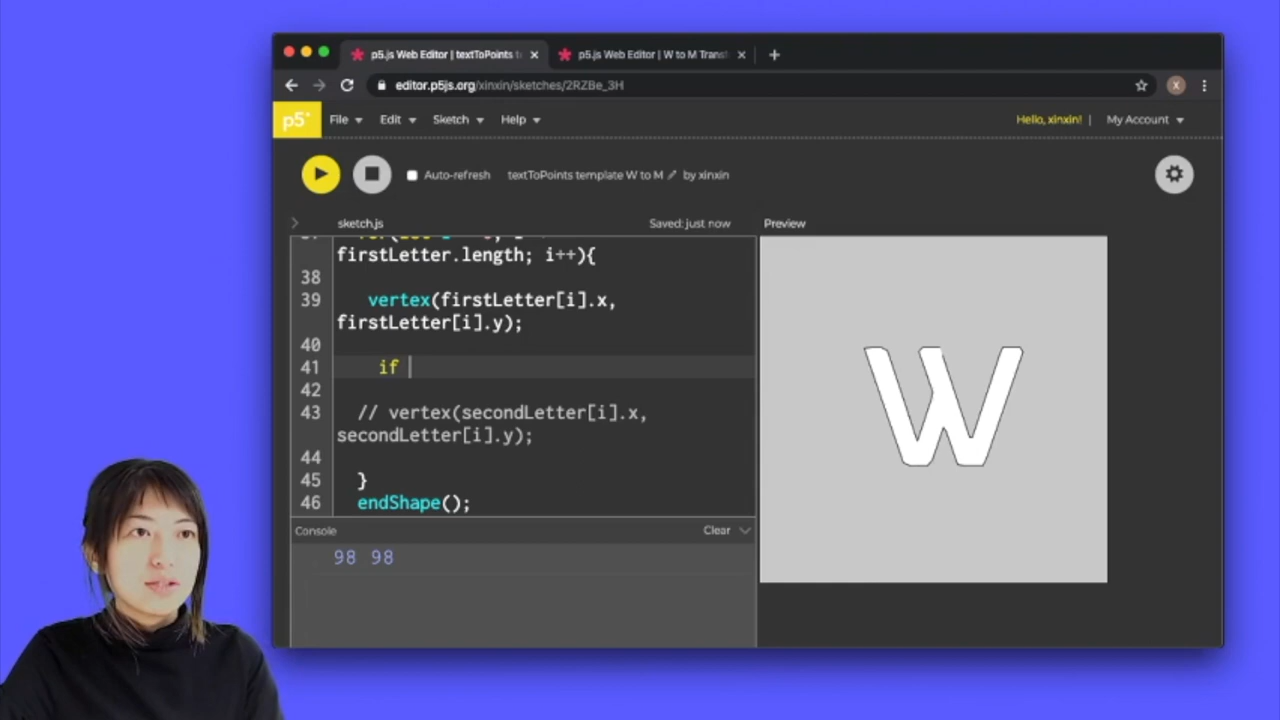 p5.js Web Editor | textToPoints t
p5.js Web Editor | W to M Trans
editor.p5js.org/xinxin/sketches/2RZBe_3H
X
p5*
File
Edit
Sketch
Help
Hello, xinxin! |
My Account
Auto-refresh
textToPoints template W to M
by xinxin
sketch.js
Saved: just now
Preview
firstLetter.length; i++){
38
39 vertex(firstLetter[i].x,
firstLetter[i].y);
40
41 if
42
43 // vertex(secondLetter[i].x,
secondLetter[i].y);
44
45 }
46 endShape();
Console
Clear
98 98
W